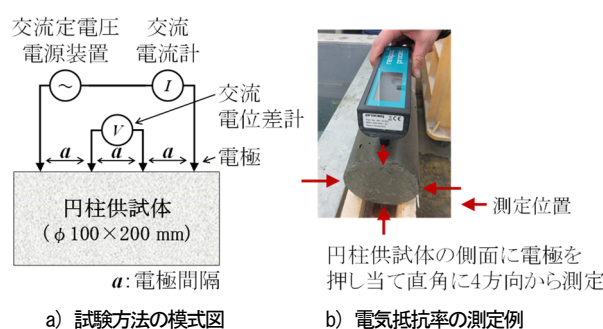 交流定電圧
電源装置
交流
電流計
～
I
V
交流
電位差計
a
a
a
電極
円柱供試体
(φ100×200 mm)
a:電極間隔
a) 試験方法の模式図
proceq
測定位置
円柱供試体の側面に電極を
押し当て直角に4方向から測定
b) 電気抵抗率の測定例